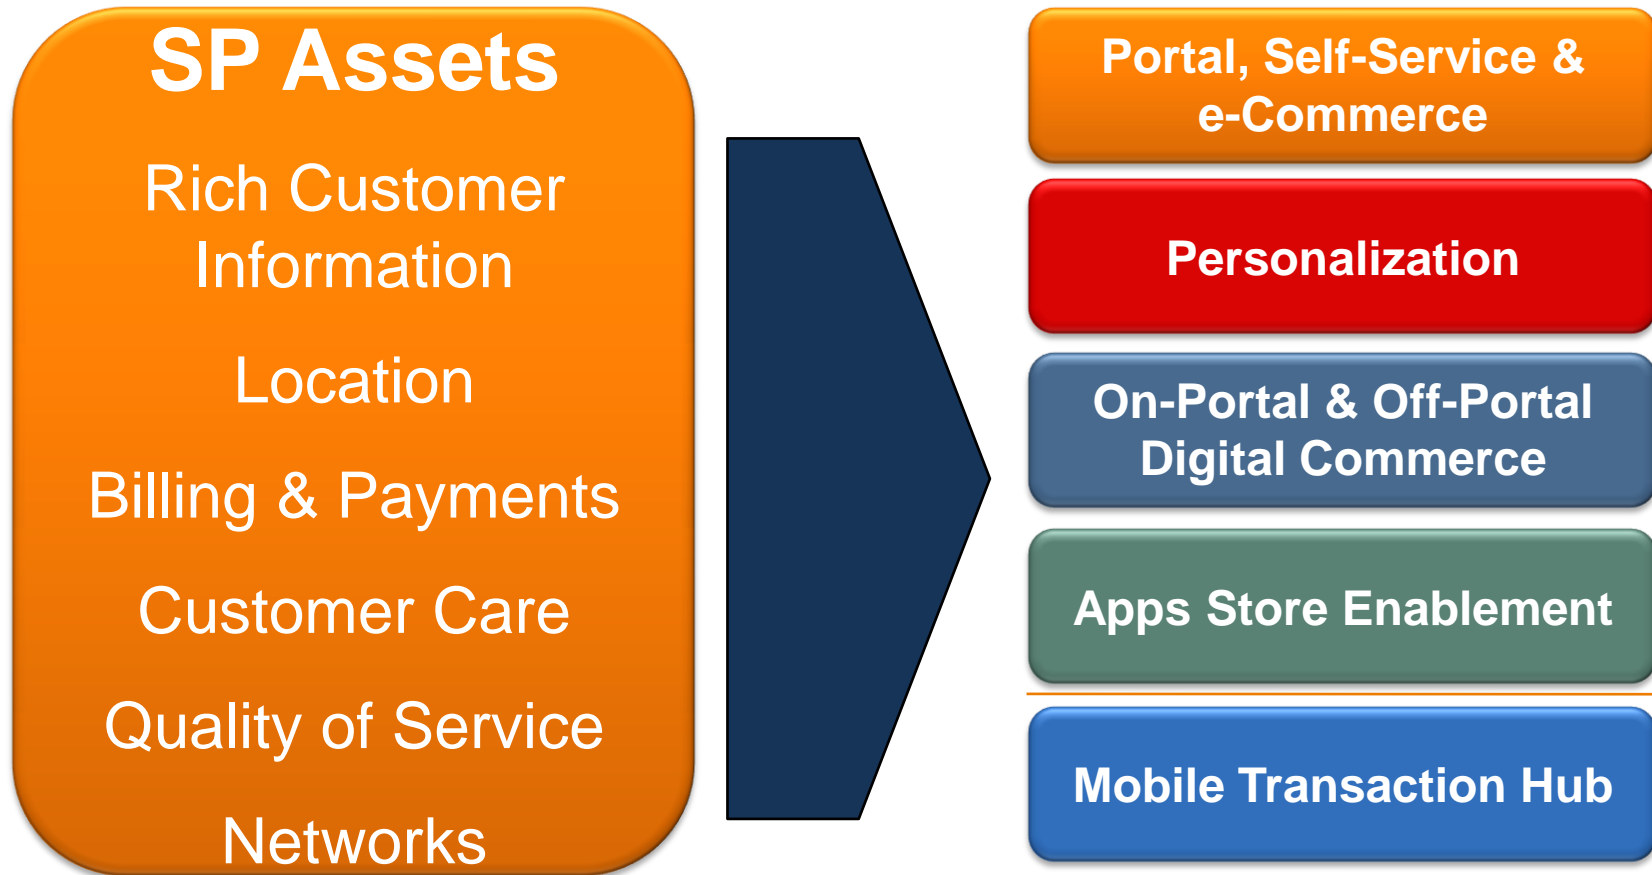 SP Assets
Rich Customer
Information
Location
Billing & Payments
Customer Care
Quality of Service
Networks
Portal, Self-Service &
e-Commerce
Personalization
On-Portal & Off-Portal
Digital Commerce
Apps Store Enablement
Mobile Transaction Hub